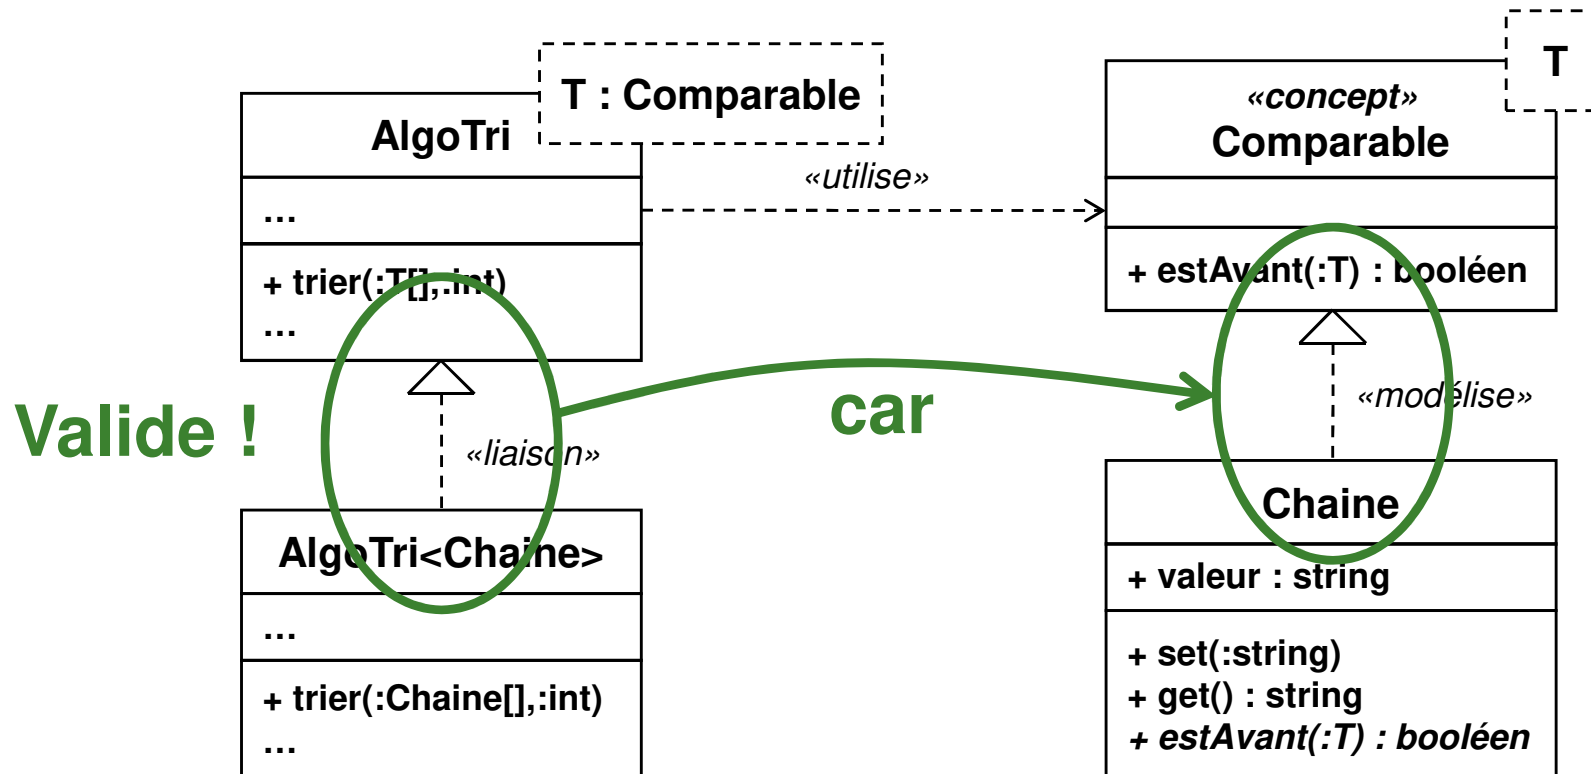 T : Comparable
AlgoTri
...
+ trier(:T[],:int)
...
«utilise»
T
«concept»
Comparable
+ estAvant(:T) : booléen
Valide !
«liaison»
car
«modélise»
AlgoTri<Chaine>
...
+ trier(:Chaine[],:int)
...
Chaine
+ valeur : string
+ set(:string)
+ get() : string
+ estAvant(:T) : booléen